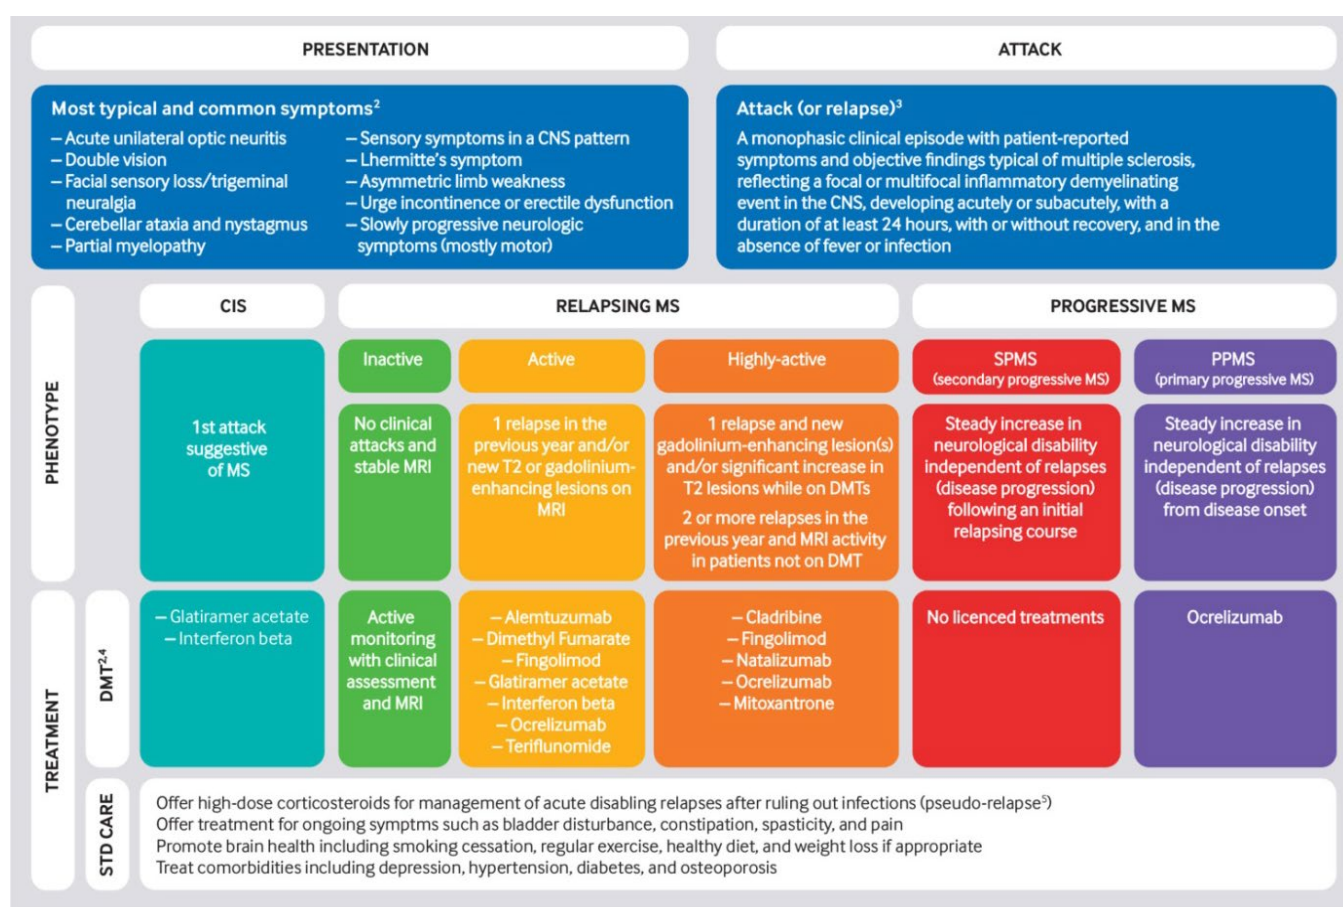 PRESENTATION
ATTACK
Most typical and common symptoms²
– Acute unilateral optic neuritis
– Double vision
– Facial sensory loss/trigeminal
neuralgia
– Cerebellar ataxia and nystagmus
– Partial myelopathy
– Sensory symptoms in a CNS pattern
– Lhermitte’s symptom
– Asymmetric limb weakness
– Urge incontinence or erectile dysfunction
– Slowly progressive neurologic
symptoms (mostly motor)
Attack (or relapse)³
A monophasic clinical episode with patient-reported
symptoms and objective findings typical of multiple sclerosis,
reflecting a focal or multifocal inflammatory demyelinating
event in the CNS, developing acutely or subacutely, with a
duration of at least 24 hours, with or without recovery, and in the
absence of fever or infection
PHENOTYPE
CIS
RELAPSING MS
PROGRESSIVE MS
1st attack
suggestive
of MS
Inactive
No clinical
attacks and
stable MRI
Active
1 relapse in the
previous year and/or
new T2 or gadolinium-
enhancing lesions on
MRI
Highly-active
1 relapse and new
gadolinium-enhancing lesion(s)
and/or significant increase in
T2 lesions while on DMTs
2 or more relapses in the
previous year and MRI activity
in patients not on DMT
SPMS
(secondary progressive MS)
Steady increase in
neurological disability
independent of relapses
(disease progression)
following an initial
relapsing course
PPMS
(primary progressive MS)
Steady increase in
neurological disability
independent of relapses
(disease progression)
from disease onset
TREATMENT
DMT²,⁴
– Glatiramer acetate
– Interferon beta
Active
monitoring
with clinical
assessment
and MRI
– Alemtuzumab
– Dimethyl Fumarate
– Fingolimod
– Glatiramer acetate
– Interferon beta
– Ocrelizumab
– Teriflunomide
– Cladribine
– Fingolimod
– Natalizumab
– Ocrelizumab
– Mitoxantrone
No licenced treatments
Ocrelizumab
STD CARE
Offer high-dose corticosteroids for management of acute disabling relapses after ruling out infections (pseudo-relapse⁵)
Offer treatment for ongoing symptms such as bladder disturbance, constipation, spasticity, and pain
Promote brain health including smoking cessation, regular exercise, healthy diet, and weight loss if appropriate
Treat comorbidities including depression, hypertension, diabetes, and osteoporosis